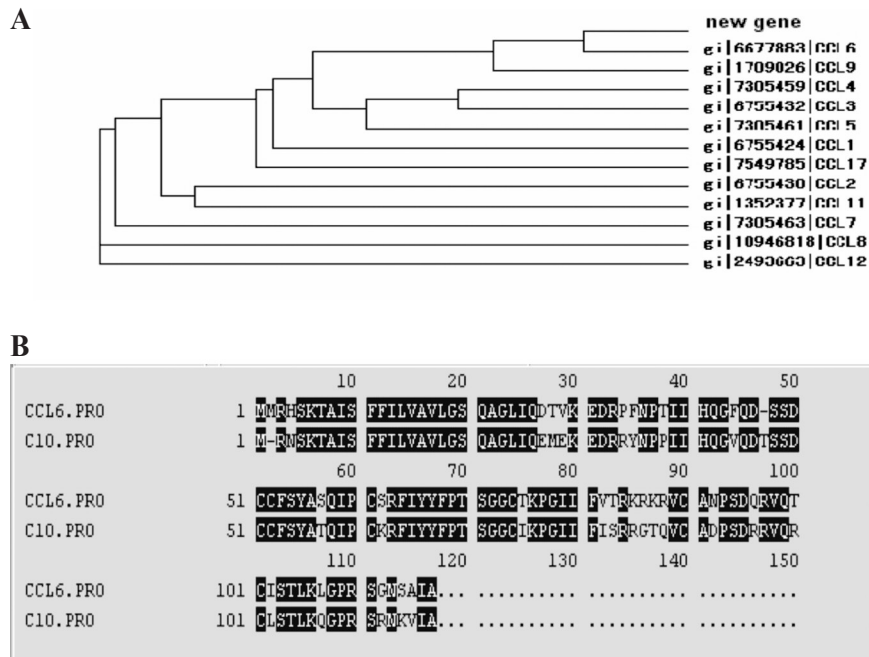 A
new gene
gi|6677883|CCL6
gi|1709026|CCL9
gi|7305459|CCL4
gi|6755432|CCL3
gi|7305461|CCL5
gi|6755424|CCL1
gi|7549785|CCL17
gi|6755430|CCL2
gi|1352377|CCL11
gi|7305463|CCL7
gi|10946818|CCL8
gi|2493663|CCL12
B
10 20 30 40 50
CCL6.PRO 1 MMRHSKTAIS FFILVAVLGS QAGLIQDTVK EDRPFNPTII HQGFQD-SSD
C10.PRO 1 M-RNSKTAIS FFILVAVLGS QAGLIQEMEK EDRRYNPPII HQGVQDTSSD
60 70 80 90 100
CCL6.PRO 51 CCFSYASQIP CSRFIYYFPT SGGCTKPGII FVTRKRKRVC ANPSDQRVQT
C10.PRO 51 CCFSYATQIP CKRFIYYFPT SGGCIKPGII FISRRGTQVC ADPSDRRVQR
110 120 130 140 150
CCL6.PRO 101 CISTLKLGPR SGNSAIA... .......... .......... ..........
C10.PRO 101 CLSTLKQGPR SRNKVIA... .......... .......... ..........